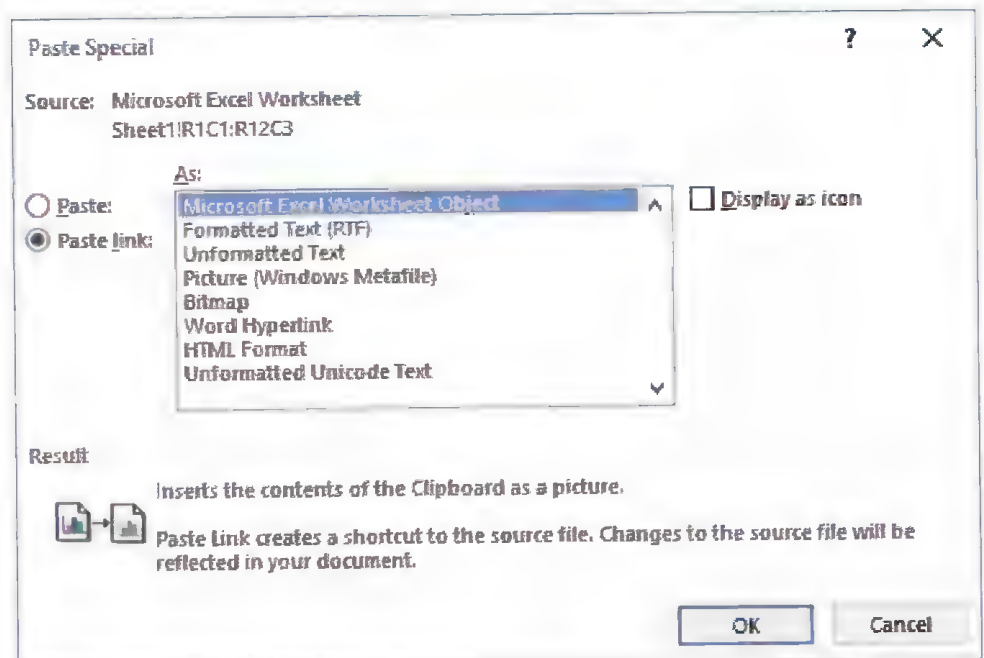 Paste Special
? X
Source: Microsoft Excel Worksheet
Sheet1!R1C1:R12C3
As:
Paste:
Paste link:
Microsoft Excel Worksheet Object
Formatted Text (RTF)
Unformatted Text
Picture (Windows Metafile)
Bitmap
Word Hyperlink
HTML Format
Unformatted Unicode Text
Display as icon
Result
Inserts the contents of the Clipboard as a picture.
Paste Link creates a shortcut to the source file. Changes to the source file will be
reflected in your document.
OK
Cancel